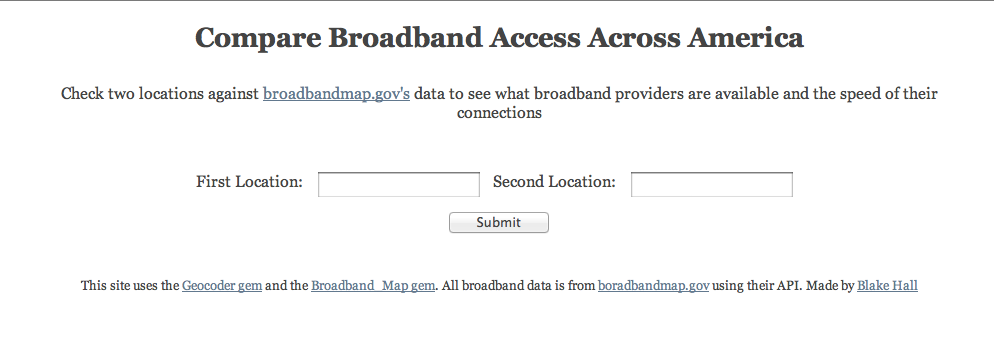 Compare Broadband Access Across America
Check two locations against broadbandmap.gov's data to see what broadband providers are available and the speed of their
connections
First Location: Second Location:
Submit
This site uses the Geocoder gem and the Broadband_Map gem. All broadband data is from boradbandmap.gov using their API. Made by Blake Hall